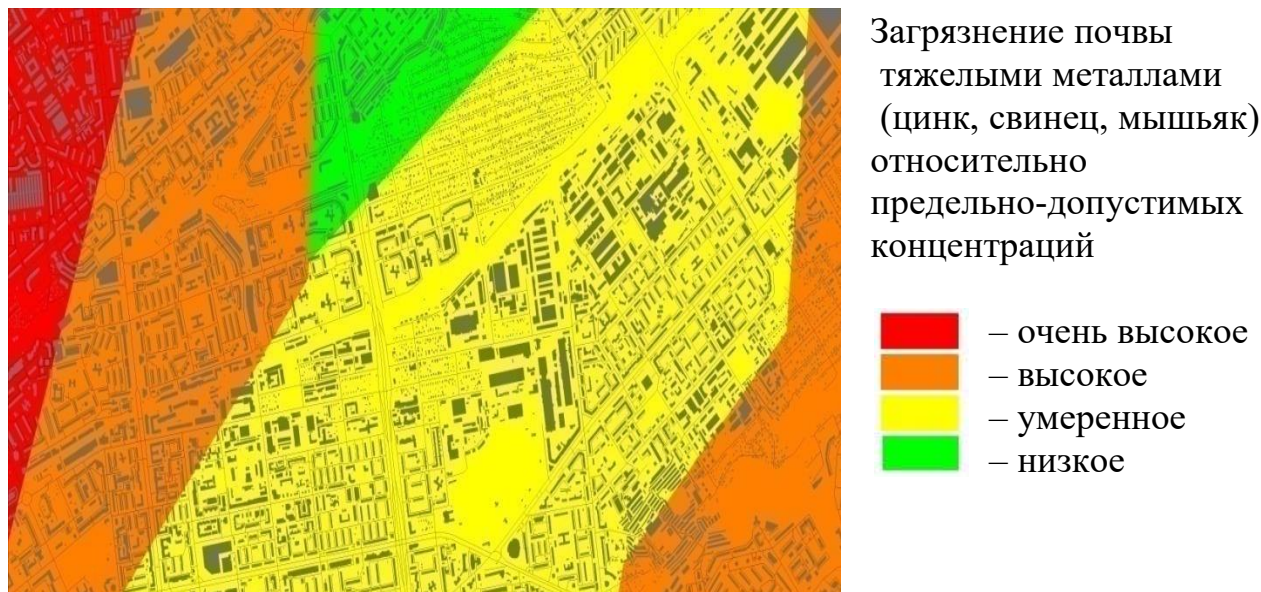 Загрязнение почвы
тяжелыми металлами
(цинк, свинец, мышьяк)
относительно
предельно-допустимых
концентраций
– очень высокое
– высокое
– умеренное
– низкое